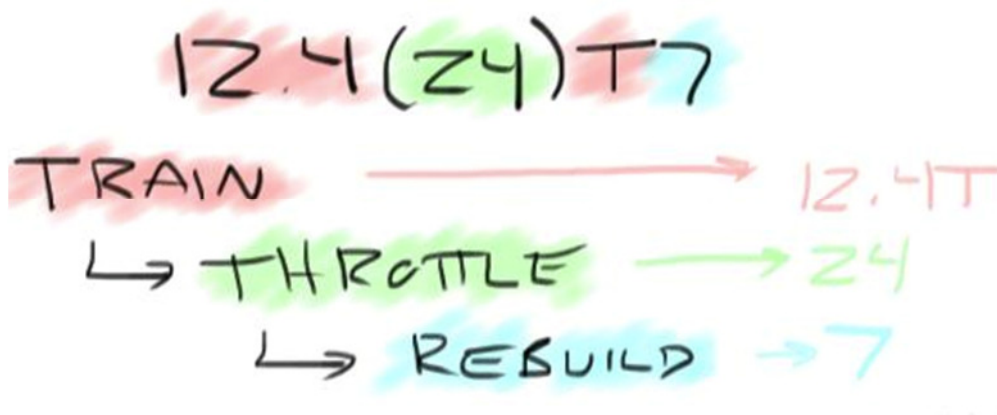 12.4(24)T7
TRAIN → 12.4T
↳ THROTTLE → 24
↳ REBUILD → 7